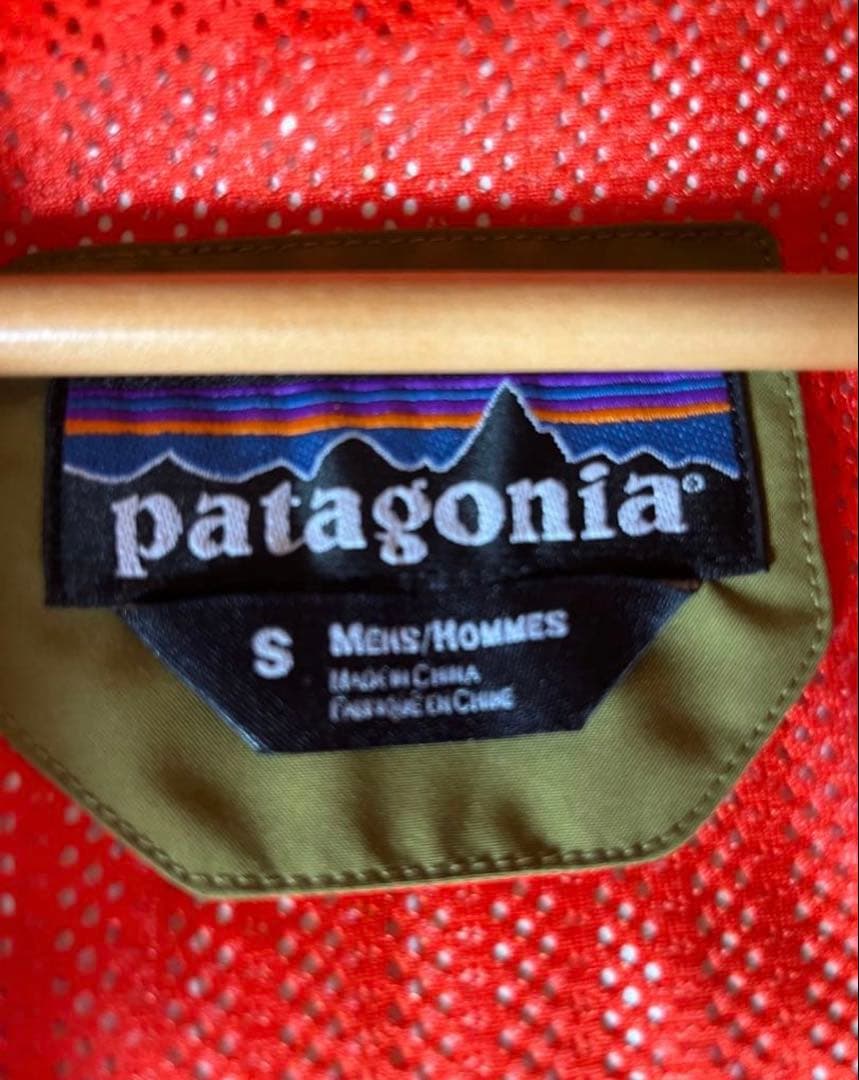 patagonia®
S MENS/HOMMES
MADE IN CHINA
FABRIQUÉ EN CHINE